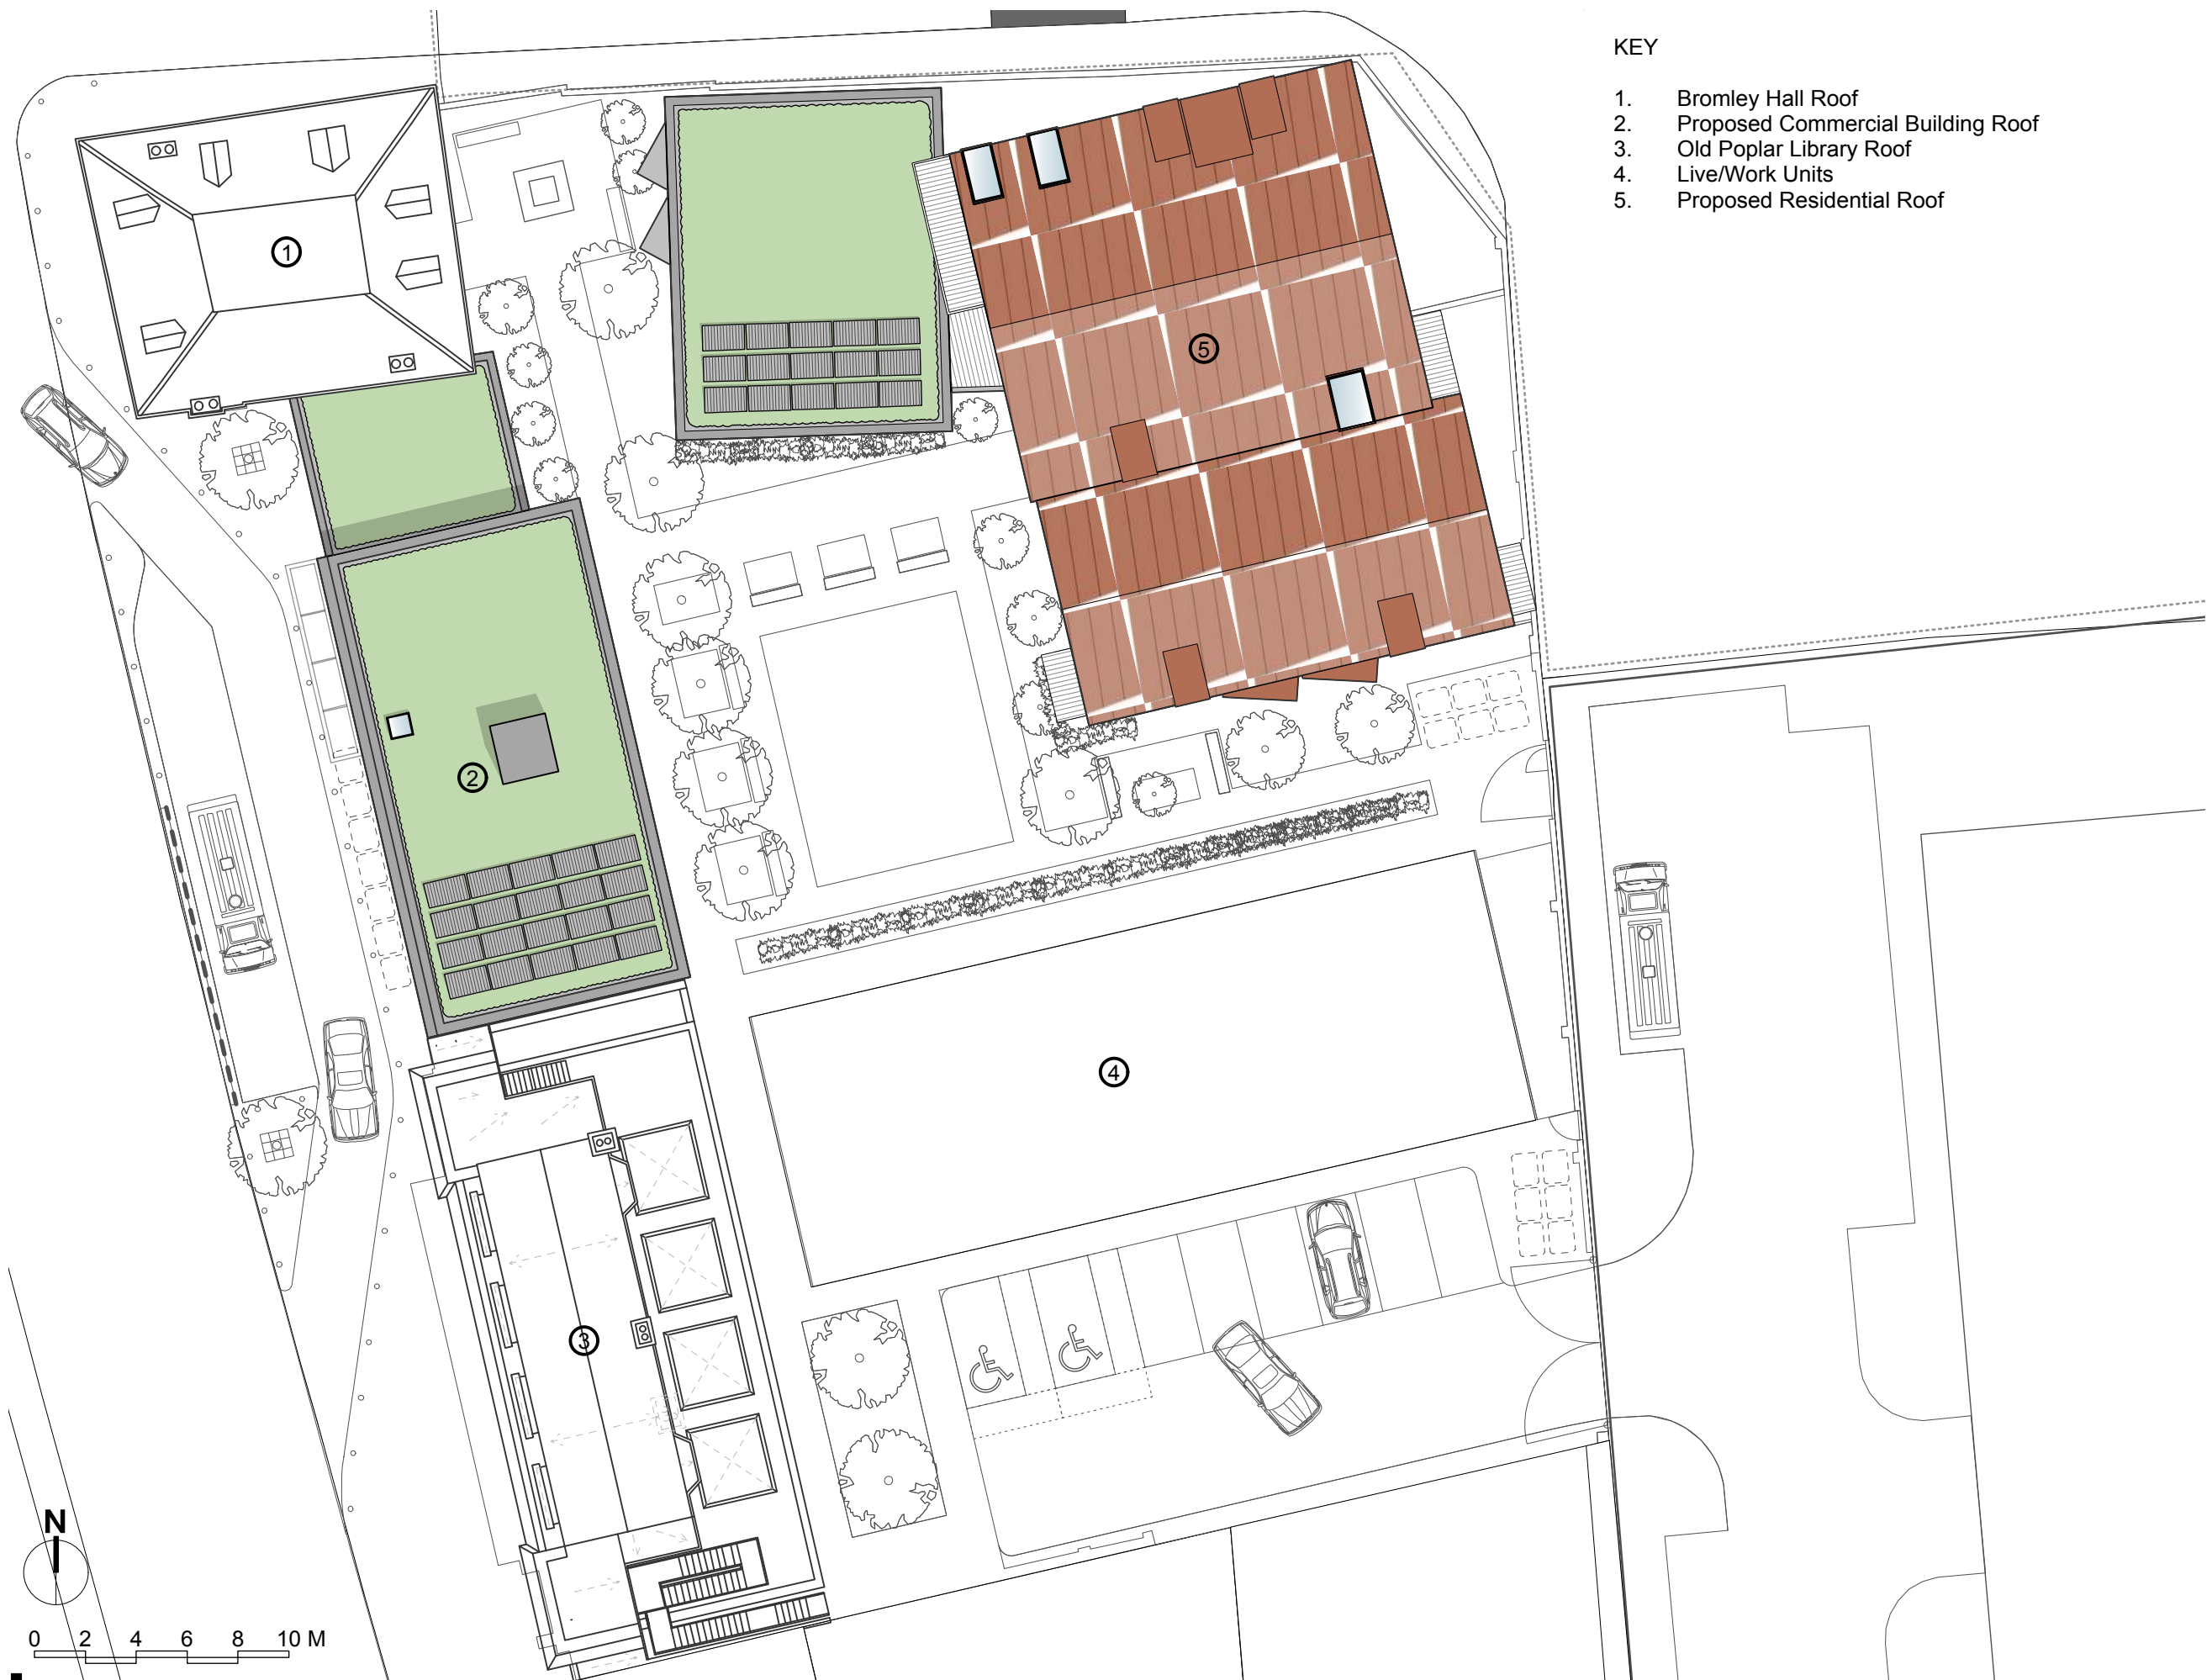 KEY
1. Bromley Hall Roof
2. Proposed Commercial Building Roof
3. Old Poplar Library Roof
4. Live/Work Units
5. Proposed Residential Roof
1
5
2
4
3
N
0 2 4 6 8 10 M